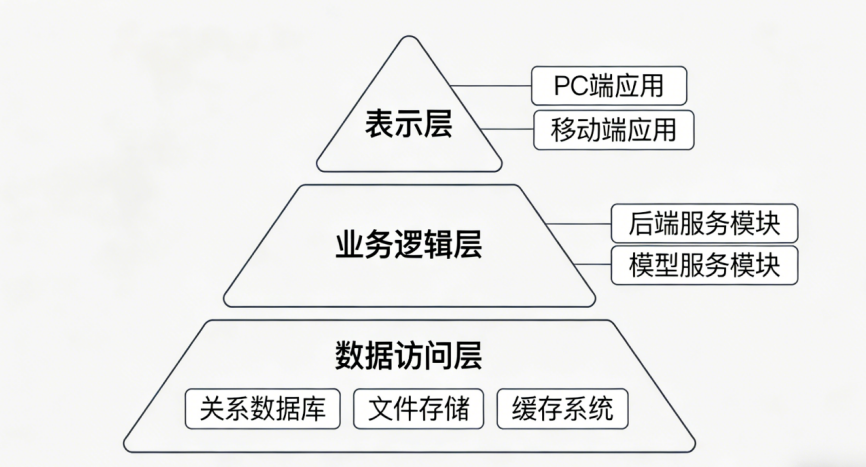 表示层
PC端应用
移动端应用
业务逻辑层
后端服务模块
模型服务模块
数据访问层
关系数据库
文件存储
缓存系统